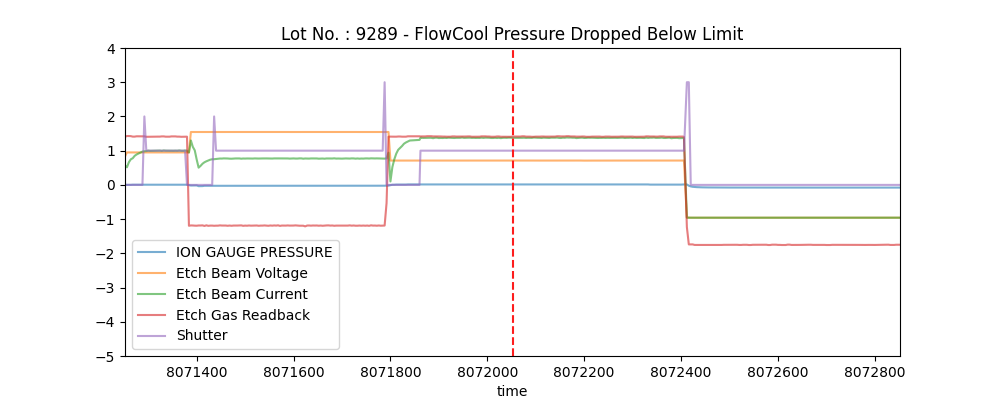 Lot No. : 9289 - FlowCool Pressure Dropped Below Limit
4
3
2
1
0
−1
−2
−3
−4
−5
ION GAUGE PRESSURE
Etch Beam Voltage
Etch Beam Current
Etch Gas Readback
Shutter
8071400 8071600 8071800 8072000 8072200 8072400 8072600 8072800
time